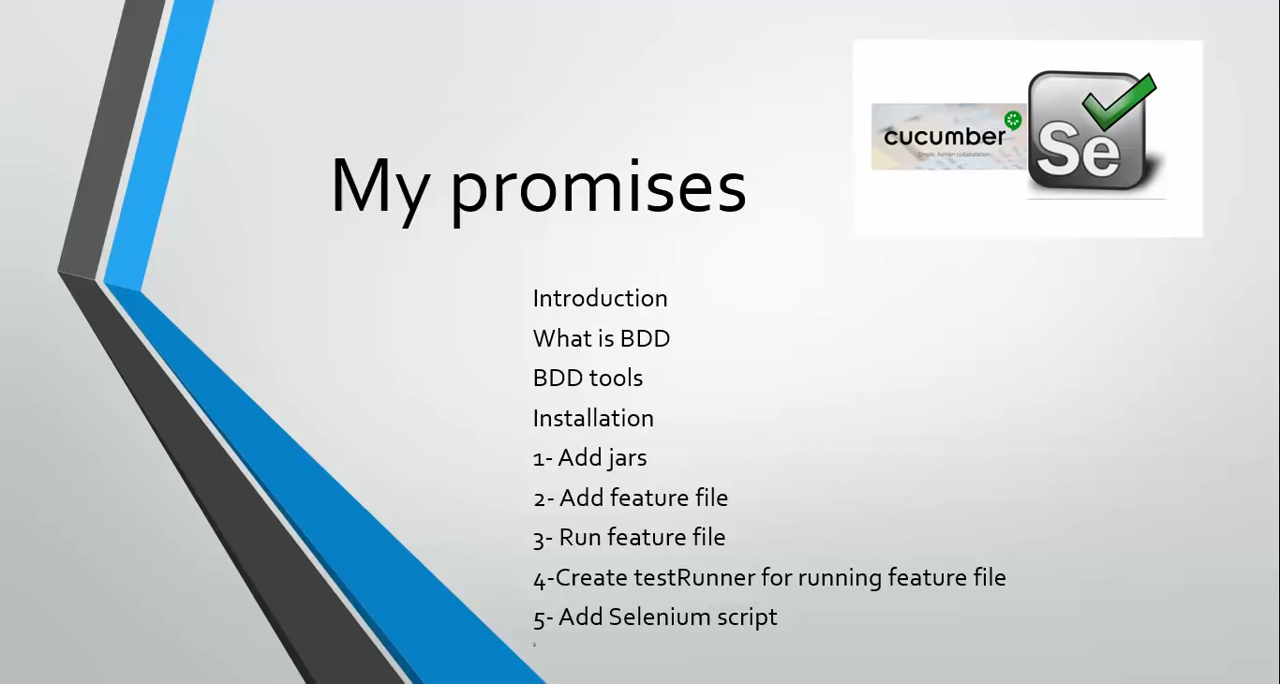 cucumber
Se
My promises
Introduction
What is BDD
BDD tools
Installation
1- Add jars
2- Add feature file
3- Run feature file
4-Create testRunner for running feature file
5- Add Selenium script